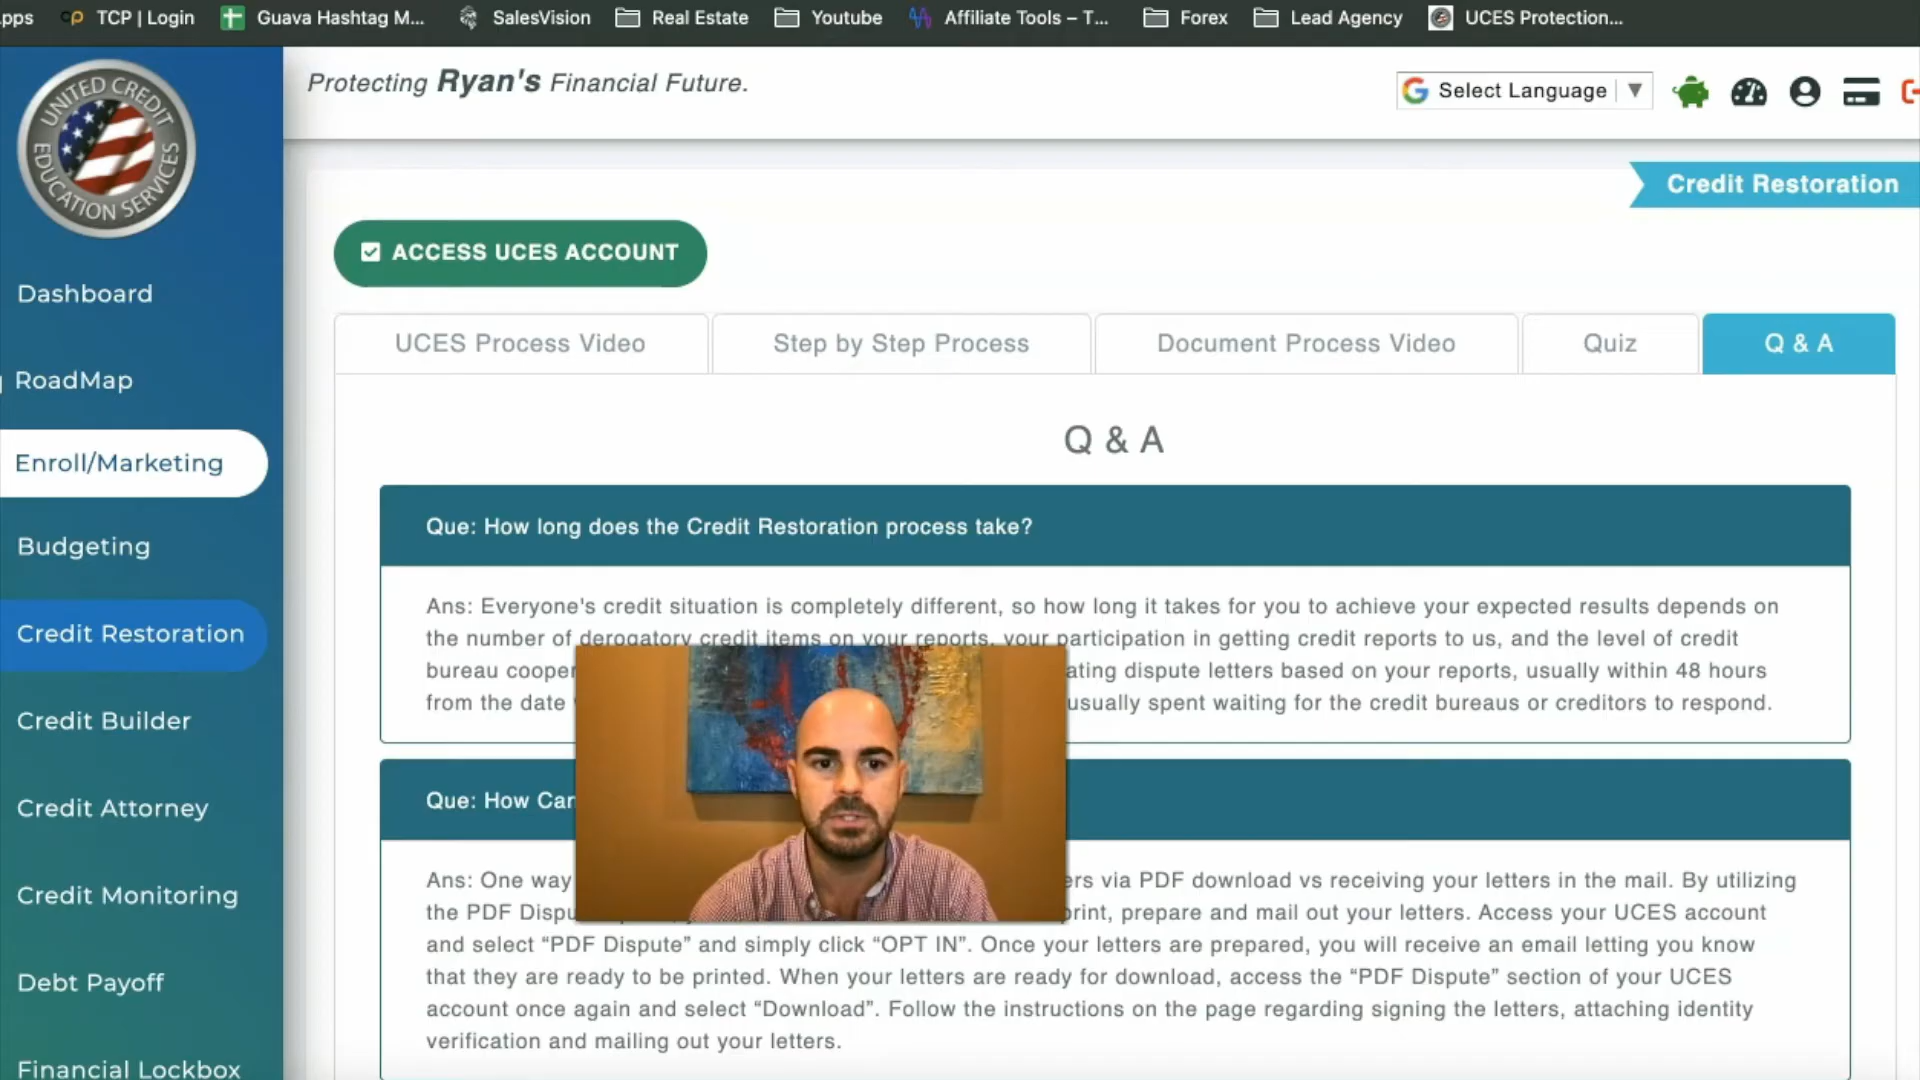 pps
TCP | Login
Guava Hashtag M...
SalesVision
Real Estate
Youtube
Affiliate Tools – T...
Forex
Lead Agency
UCES Protection...
UNITED CREDIT
EDUCATION SERVICES
Protecting Ryan's Financial Future.
Select Language
Credit Restoration
ACCESS UCES ACCOUNT
Dashboard
RoadMap
Enroll/Marketing
Budgeting
Credit Restoration
Credit Builder
Credit Attorney
Credit Monitoring
Debt Payoff
Financial Lockbox
UCES Process Video
Step by Step Process
Document Process Video
Quiz
Q & A
Q & A
Que: How long does the Credit Restoration process take?
Ans: Everyone's credit situation is completely different, so how long it takes for you to achieve your expected results depends on
the number of derogatory credit items on your reports, your participation in getting credit reports to us, and the level of credit
bureau cooper ating dispute letters based on your reports, usually within 48 hours
from the date usually spent waiting for the credit bureaus or creditors to respond.
Que: How Can
Ans: One way ers via PDF download vs receiving your letters in the mail. By utilizing
the PDF Dispu print, prepare and mail out your letters. Access your UCES account
and select “PDF Dispute” and simply click “OPT IN”. Once your letters are prepared, you will receive an email letting you know
that they are ready to be printed. When your letters are ready for download, access the “PDF Dispute” section of your UCES
account once again and select “Download”. Follow the instructions on the page regarding signing the letters, attaching identity
verification and mailing out your letters.